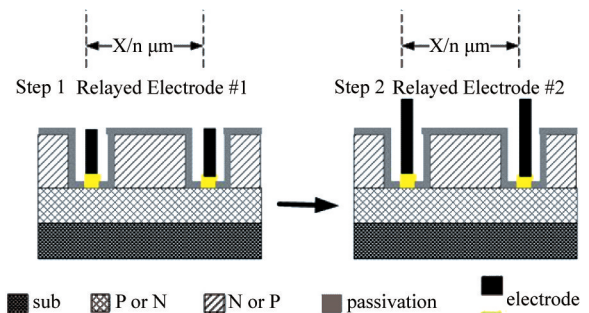 X/n μm X/n μm
Step 1 Relayed Electrode #1 Step 2 Relayed Electrode #2
sub P or N N or P passivation electrode